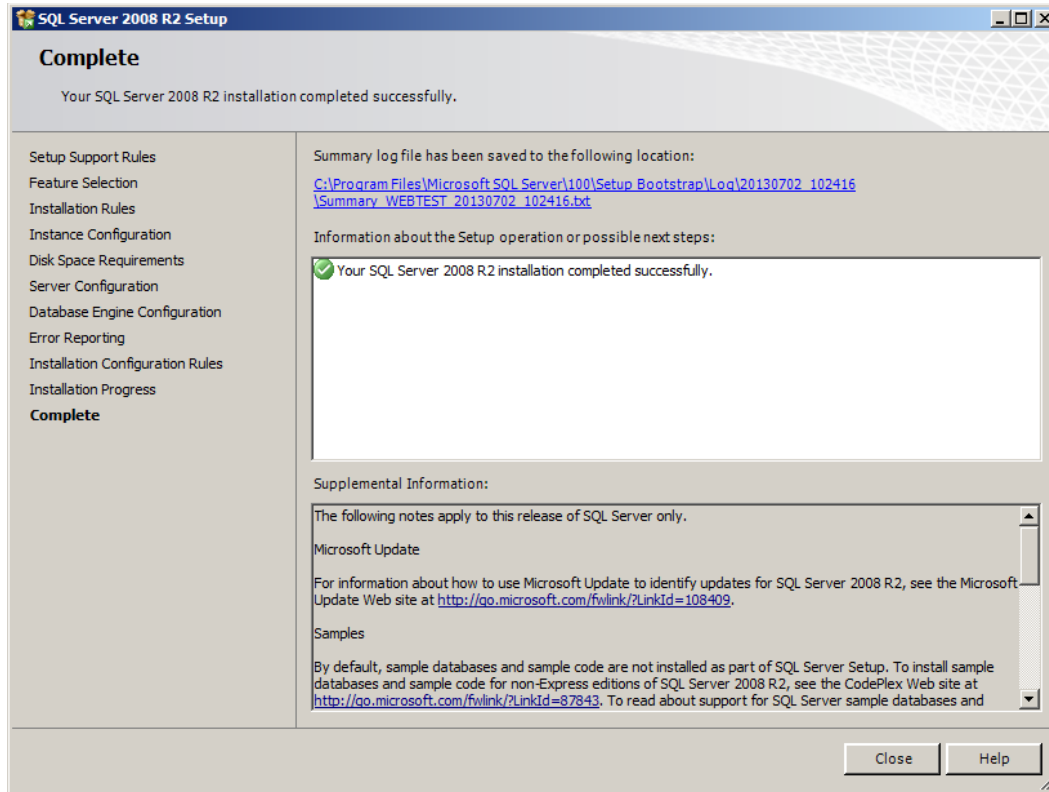 SQL Server 2008 R2 Setup
Complete
Your SQL Server 2008 R2 installation completed successfully.
Setup Support Rules
Feature Selection
Installation Rules
Instance Configuration
Disk Space Requirements
Server Configuration
Database Engine Configuration
Error Reporting
Installation Configuration Rules
Installation Progress
Complete
Summary log file has been saved to the following location:
C:\Program Files\Microsoft SQL Server\100\Setup Bootstrap\Log\20130702_102416
\Summary_WEBTEST_20130702_102416.txt
Information about the Setup operation or possible next steps:
Your SQL Server 2008 R2 installation completed successfully.
Supplemental Information:
The following notes apply to this release of SQL Server only.
Microsoft Update
For information about how to use Microsoft Update to identify updates for SQL Server 2008 R2, see the Microsoft
Update Web site at http://go.microsoft.com/fwlink/?LinkId=108409.
Samples
By default, sample databases and sample code are not installed as part of SQL Server Setup. To install sample
databases and sample code for non-Express editions of SQL Server 2008 R2, see the CodePlex Web site at
http://go.microsoft.com/fwlink/?LinkId=87843. To read about support for SQL Server sample databases and
Close
Help